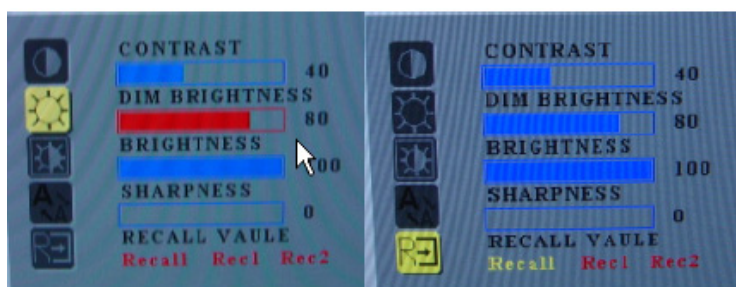 CONTRAST
40
DIM BRIGHTNESS
80
BRIGHTNESS
00
SHARPNESS
0
RECALL VAULE
Recall Rec1 Rec2
CONTRAST
40
DIM BRIGHTNESS
80
BRIGHTNESS
100
SHARPNESS
0
RECALL VAULE
Recall Rec1 Rec2